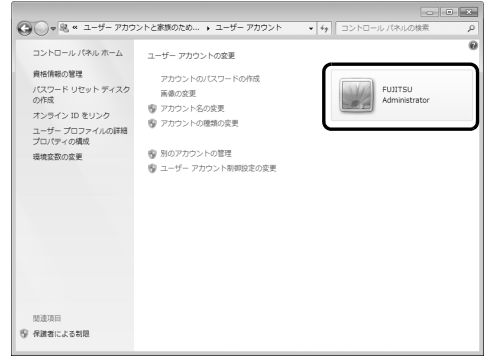 « ユーザー アカウントと家族のため... ▸ ユーザー アカウント
コントロール パネルの検索
コントロール パネル ホーム
資格情報の管理
パスワード リセット ディスク
の作成
オンライン ID をリンク
ユーザー プロファイルの詳細
プロパティの構成
環境変数の変更
関連項目
保護者による制限
ユーザー アカウントの変更
アカウントのパスワードの作成
画像の変更
アカウント名の変更
アカウントの種類の変更
別のアカウントの管理
ユーザー アカウント制御設定の変更
FUJITSU
Administrator